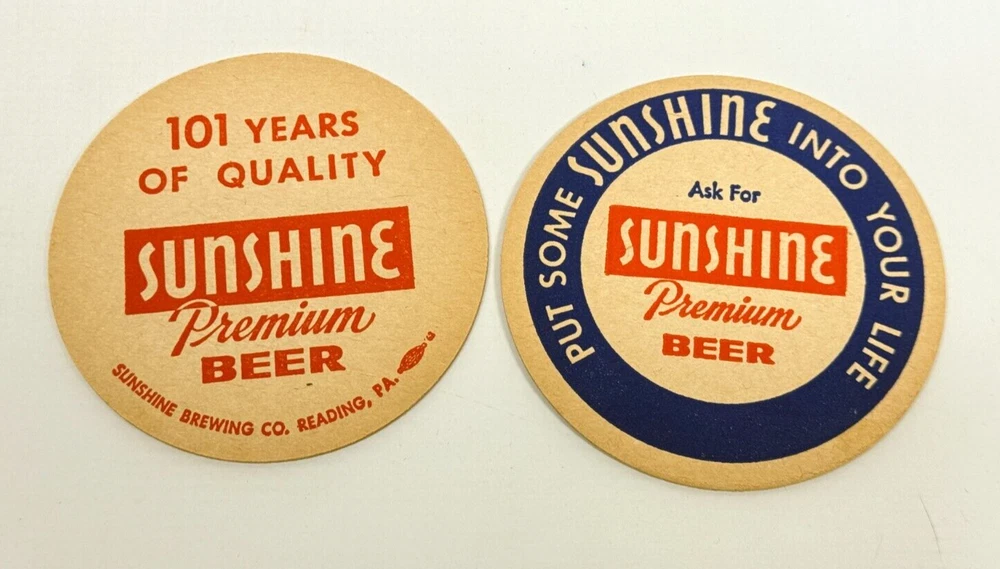 101 YEARS
OF QUALITY
SUNSHINE
Premium
BEER
SUNSHINE BREWING CO. READING, PA.
PUT SOME SUNSHINE INTO YOUR LIFE
Ask For
SUNSHINE
Premium
BEER